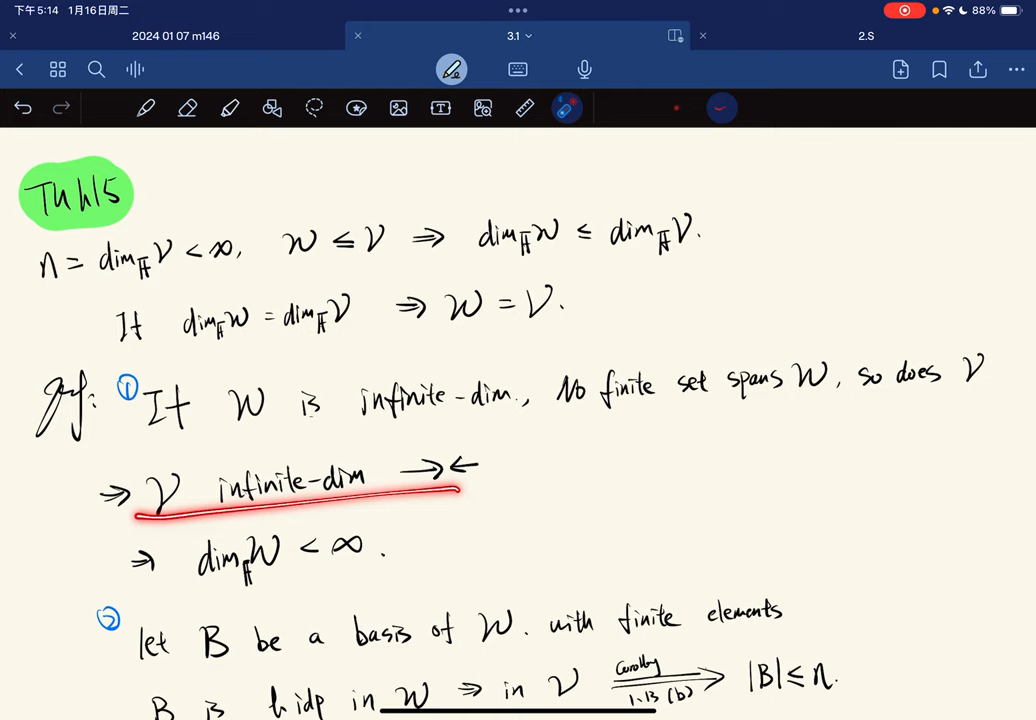 下午5:14 1月16日周二
88%
2024 01 07 m146
3.1
2.S
Thh15
n = dim_𝔽 V < ∞, W ≤ V ⇒ dim_𝔽 W ≤ dim_𝔽 V.
If dim_𝔽 W = dim_𝔽 V ⇒ W = V.
pf: ① If W is infinite-dim., No finite set spans W, so does V
⇒ V infinite-dim →←
⇒ dim_𝔽 W < ∞.
② let B be a basis of W. with finite elements
B is lidp in W ⇒ in V corollary 1.13 (b) → |B| ≤ n.